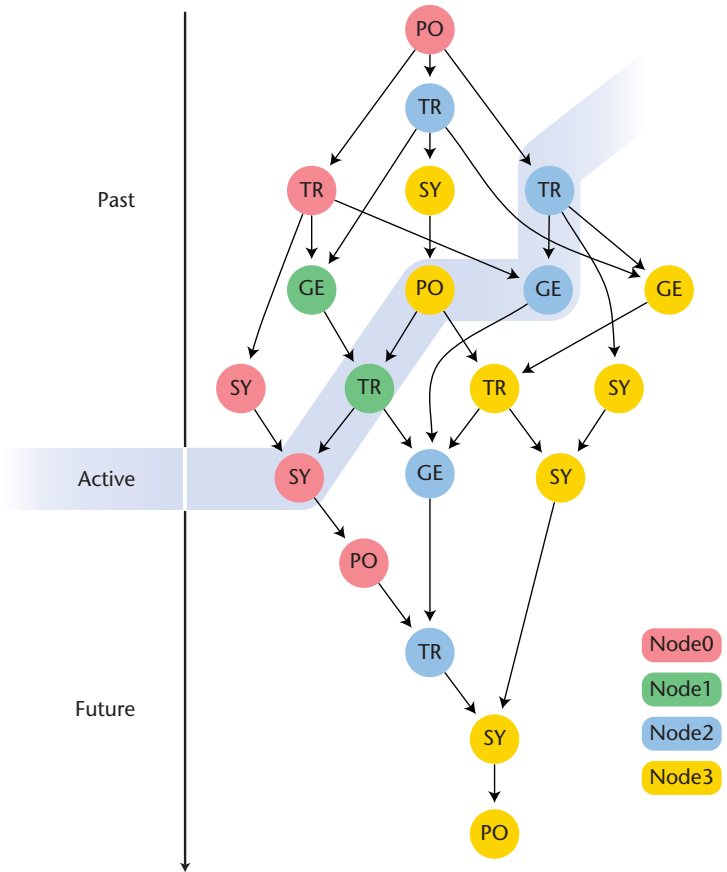 PO
TR
TR
SY
TR
Past
GE
PO
GE
GE
SY
TR
TR
SY
Active
SY
GE
SY
PO
TR
Node0
Node1
Future
Node2
SY
Node3
PO